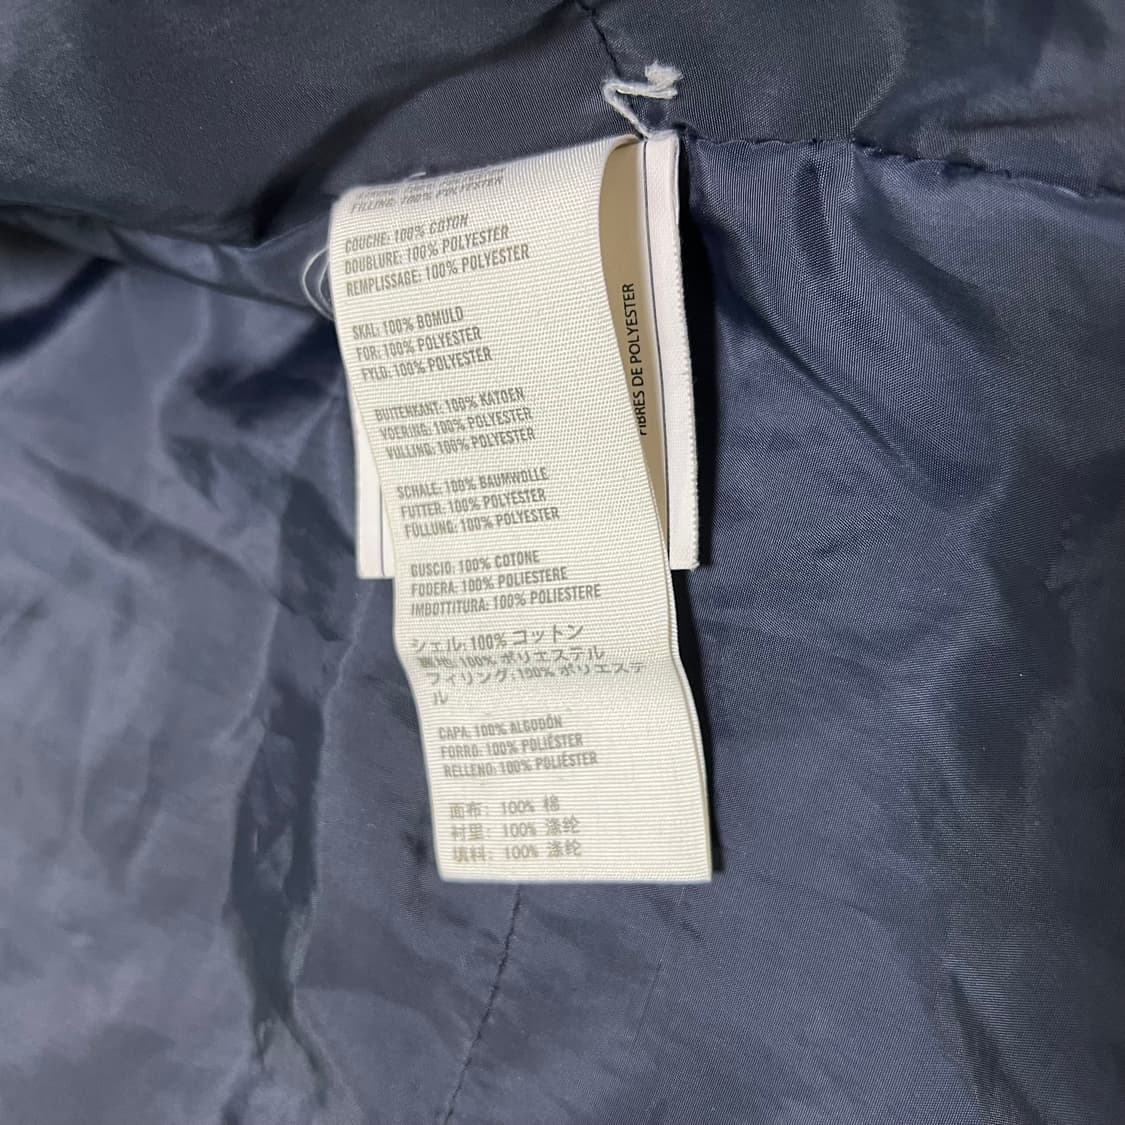 FILLING: 100% POLYESTER
COUCHE: 100% COTON
DOUBLURE: 100% POLYESTER
REMPLISSAGE: 100% POLYESTER
SKAL: 100% BOMULD
FOR: 100% POLYESTER
FYLD: 100% POLYESTER
BUITENKANT: 100% KATOEN
VOERING: 100% POLYESTER
VULLING: 100% POLYESTER
SCHALE: 100% BAUMWOLLE
FUTTER: 100% POLYESTER
FÜLLUNG: 100% POLYESTER
GUSCIO: 100% COTONE
FODERA: 100% POLIESTERE
IMBOTTITURA: 100% POLIESTERE
シェル: 100% コットン
裏地: 100% ポリエステル
フィリング: 100% ポリエステ
ル
CAPA: 100% ALGODÓN
FORRO: 100% POLIÉSTER
RELLENO: 100% POLIÉSTER
面布: 100% 棉
衬里: 100% 涤纶
填料: 100% 涤纶
FIBRES DE POLYESTER